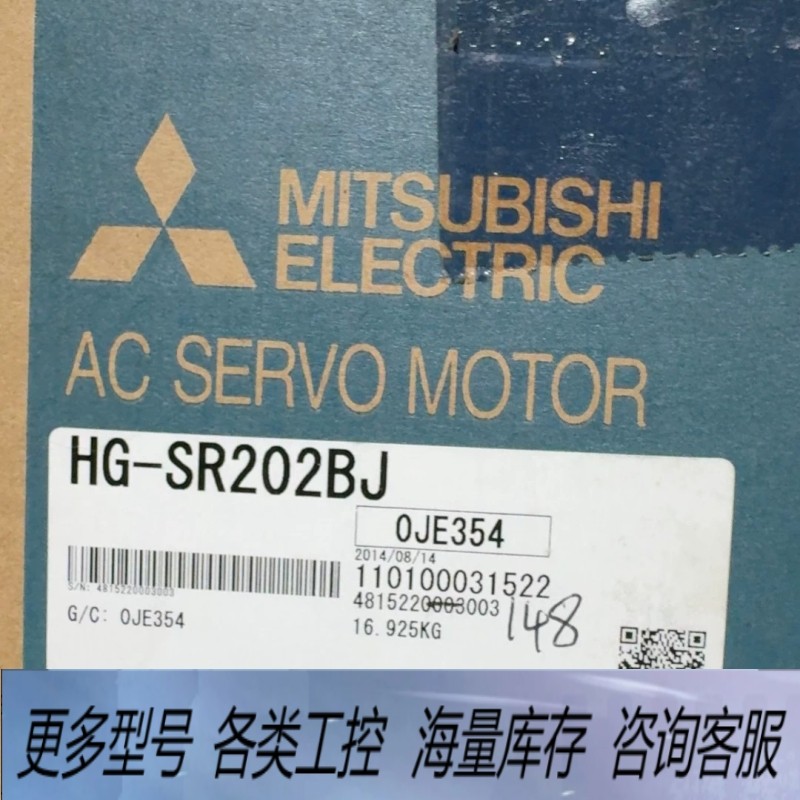 MITSUBISHI
ELECTRIC
AC SERVO MOTOR
HG-SR202BJ
0JE354
2014/08/14
110100031522
S/N: 4815220003003
4815220003003
148
G/C: 0JE354
16.925KG
更多型号 各类工控 海量库存 咨询客服